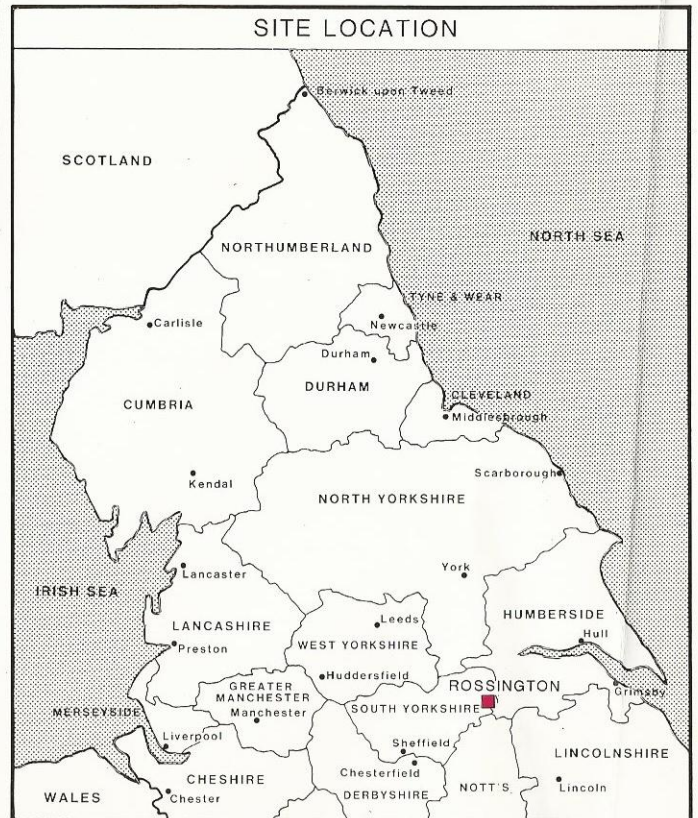 SITE LOCATION
Berwick upon Tweed
SCOTLAND
NORTH SEA
NORTHUMBERLAND
TYNE & WEAR
Carlisle
Newcastle
Durham
DURHAM
CLEVELAND
CUMBRIA
Middlesbrough
Scarborough
Kendal
NORTH YORKSHIRE
York
Lancaster
IRISH SEA
HUMBERSIDE
LANCASHIRE
Leeds
Hull
WEST YORKSHIRE
Preston
Huddersfield
ROSSINGTON
GREATER
MANCHESTER
Grimsby
SOUTH YORKSHIRE
MERSEYSIDE
Manchester
Liverpool
Sheffield
LINCOLNSHIRE
Chesterfield
CHESHIRE
NOTT'S
Lincoln
DERBYSHIRE
WALES
Chester